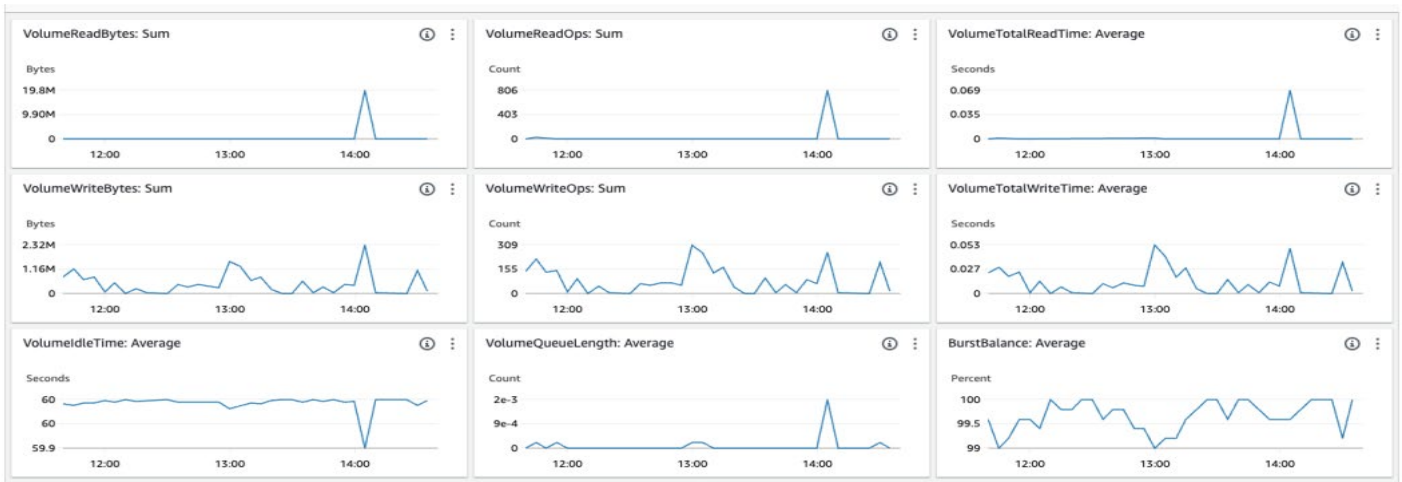 VolumeReadBytes: Sum
Bytes
19.8M
9.90M
0
12:00 13:00 14:00
VolumeReadOps: Sum
Count
806
403
0
12:00 13:00 14:00
VolumeTotalReadTime: Average
Seconds
0.069
0.035
0
12:00 13:00 14:00
VolumeWriteBytes: Sum
Bytes
2.32M
1.16M
0
12:00 13:00 14:00
VolumeWriteOps: Sum
Count
309
155
0
12:00 13:00 14:00
VolumeTotalWriteTime: Average
Seconds
0.053
0.027
0
12:00 13:00 14:00
VolumeIdleTime: Average
Seconds
60
60
59.9
12:00 13:00 14:00
VolumeQueueLength: Average
Count
2e-3
9e-4
0
12:00 13:00 14:00
BurstBalance: Average
Percent
100
99.5
99
12:00 13:00 14:00